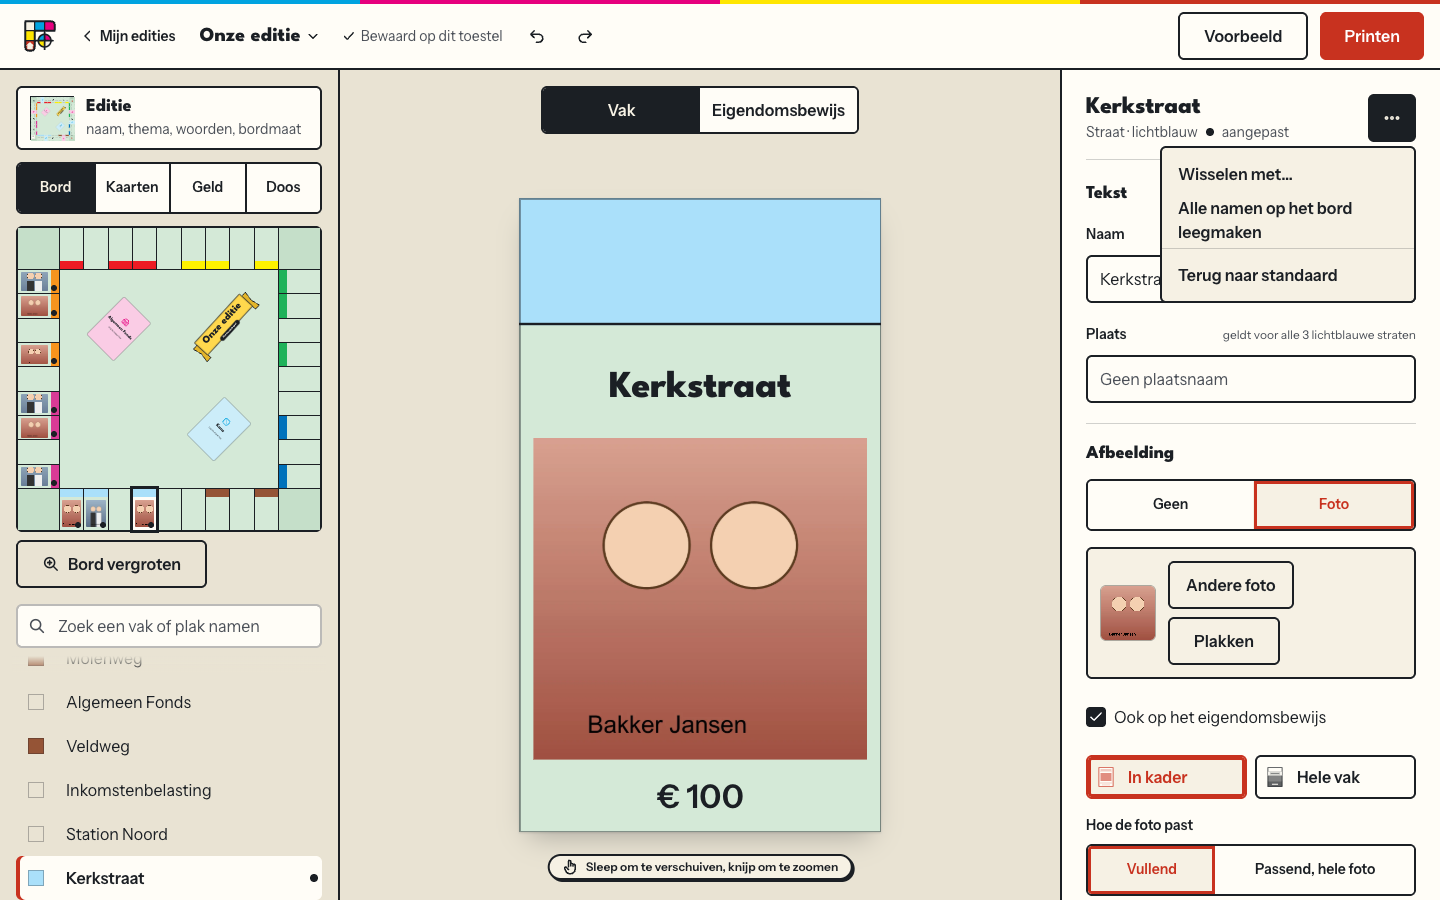 Mijn edities
Onze editie
Bewaard op dit toestel
Voorbeeld
Printen
Editie
naam, thema, woorden, bordmaat
Bord
Kaarten
Geld
Doos
Algemeen Fonds
Onze editie
Kans
Bord vergroten
Zoek een vak of plak namen
Molenweg
Algemeen Fonds
Veldweg
Inkomstenbelasting
Station Noord
Kerkstraat
Vak
Eigendomsbewijs
Kerkstraat
Bakker Jansen
€ 100
Sleep om te verschuiven, knijp om te zoomen
Kerkstraat
Straat · lichtblauw ● aangepast
Wisselen met...
Alle namen op het bord
leegmaken
Terug naar standaard
Tekst
Naam
Kerkstra
Plaats
geldt voor alle 3 lichtblauwe straten
Geen plaatsnaam
Afbeelding
Geen
Foto
Andere foto
Plakken
Ook op het eigendomsbewijs
In kader
Hele vak
Hoe de foto past
Vullend
Passend, hele foto